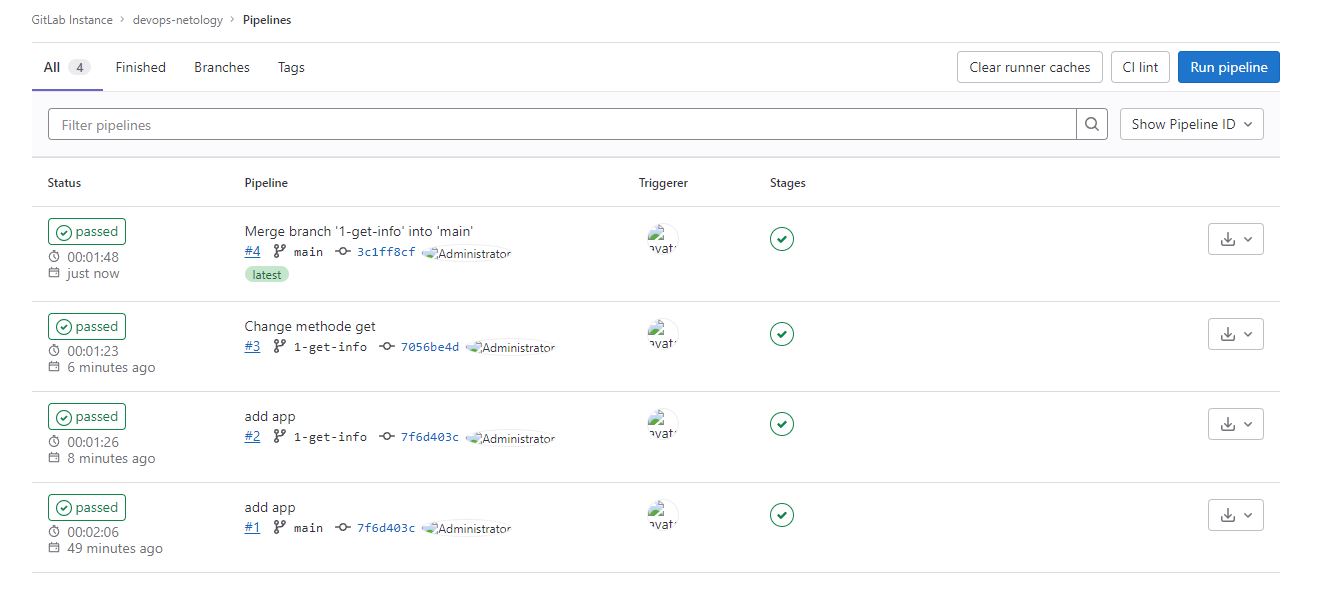 GitLab Instance › devops-netology › Pipelines
All 4 Finished Branches Tags Clear runner caches CI lint Run pipeline
Filter pipelines Show Pipeline ID
Status Pipeline Triggerer Stages
passed Merge branch '1-get-info' into 'main'
00:01:48 #4 main 3c1ff8cf Administrator
just now latest
passed Change methode get
00:01:23 #3 1-get-info 7056be4d Administrator
6 minutes ago
passed add app
00:01:26 #2 1-get-info 7f6d403c Administrator
8 minutes ago
passed add app
00:02:06 #1 main 7f6d403c Administrator
49 minutes ago